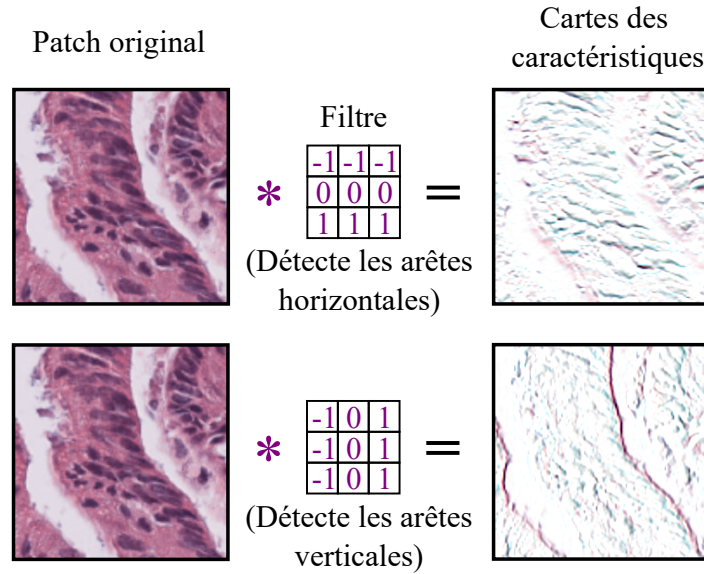 Patch original
Cartes des
caractéristiques
Filtre
* -1 -1 -1 =
0 0 0
1 1 1
(Détecte les arêtes
horizontales)
* -1 0 1 =
-1 0 1
-1 0 1
(Détecte les arêtes
verticales)